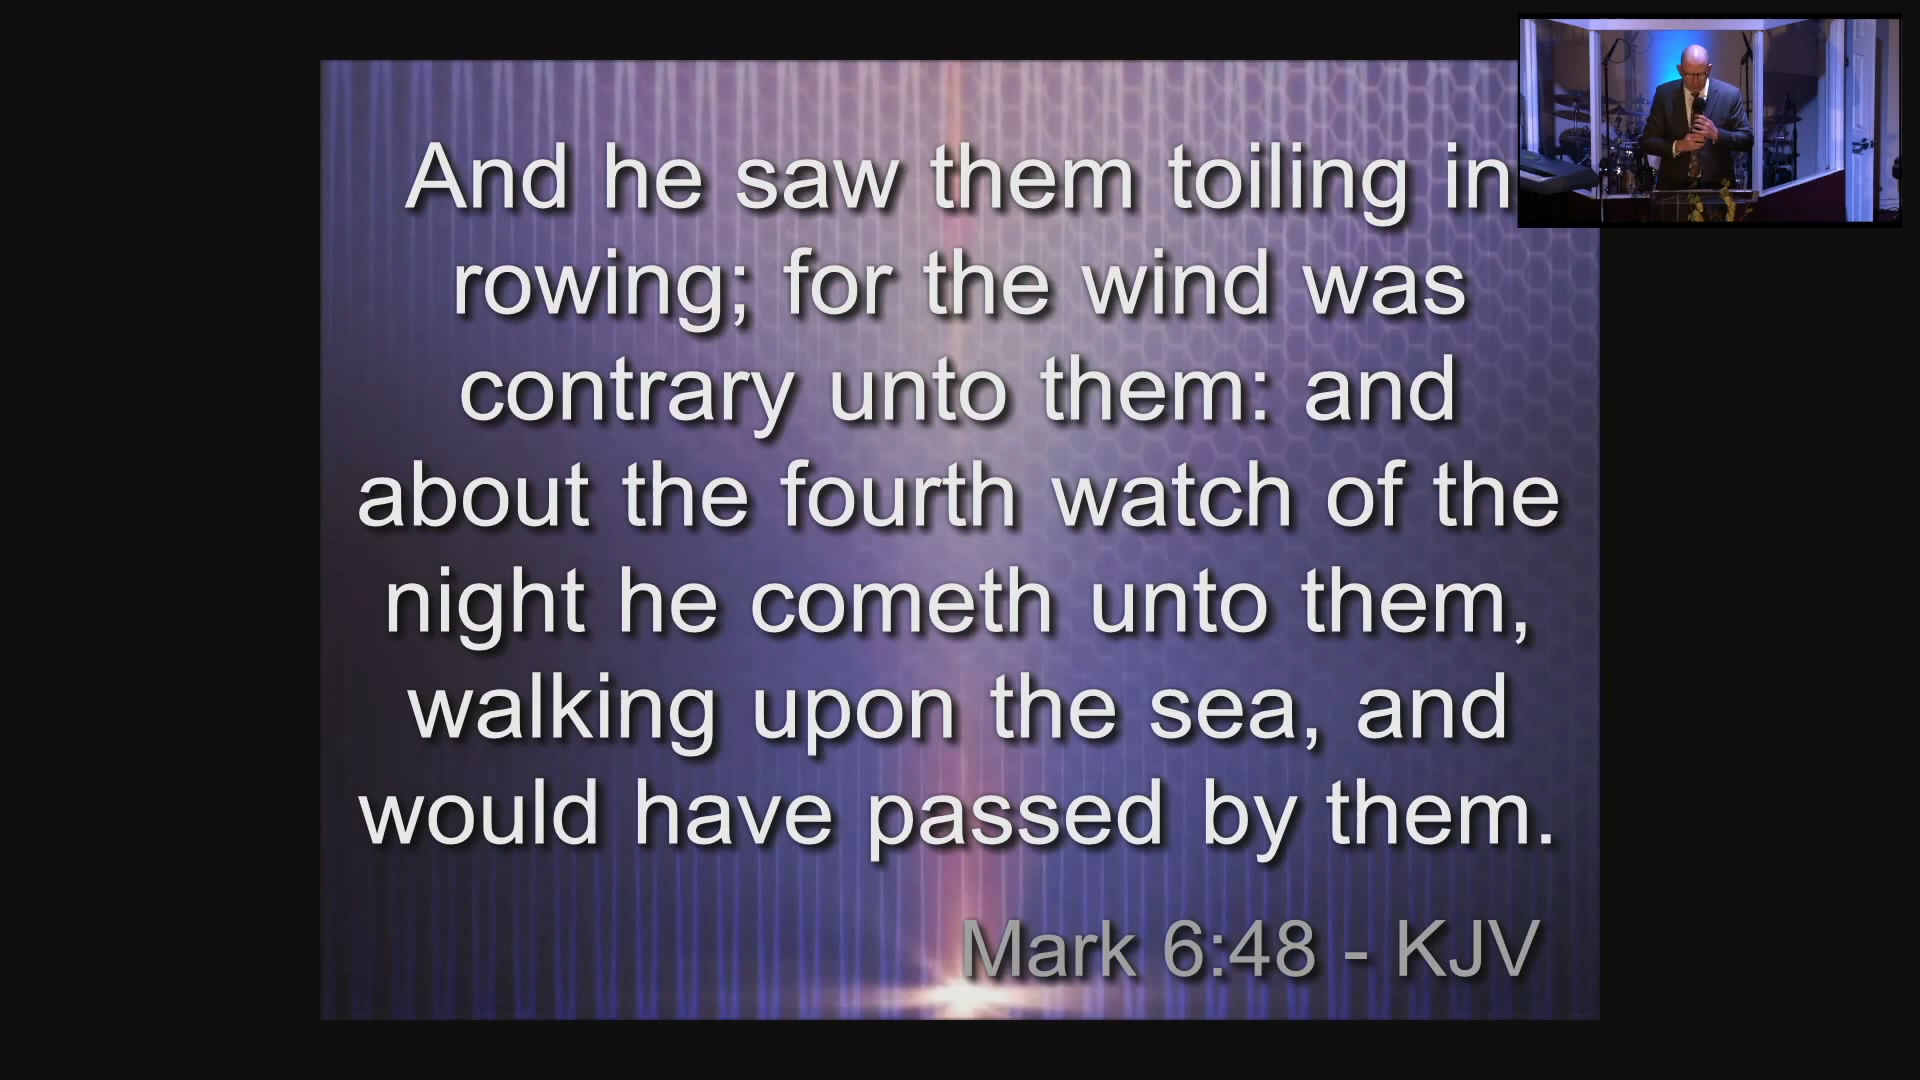 And he saw them toiling in
rowing; for the wind was
contrary unto them: and
about the fourth watch of the
night he cometh unto them,
walking upon the sea, and
would have passed by them.
Mark 6:48 - KJV